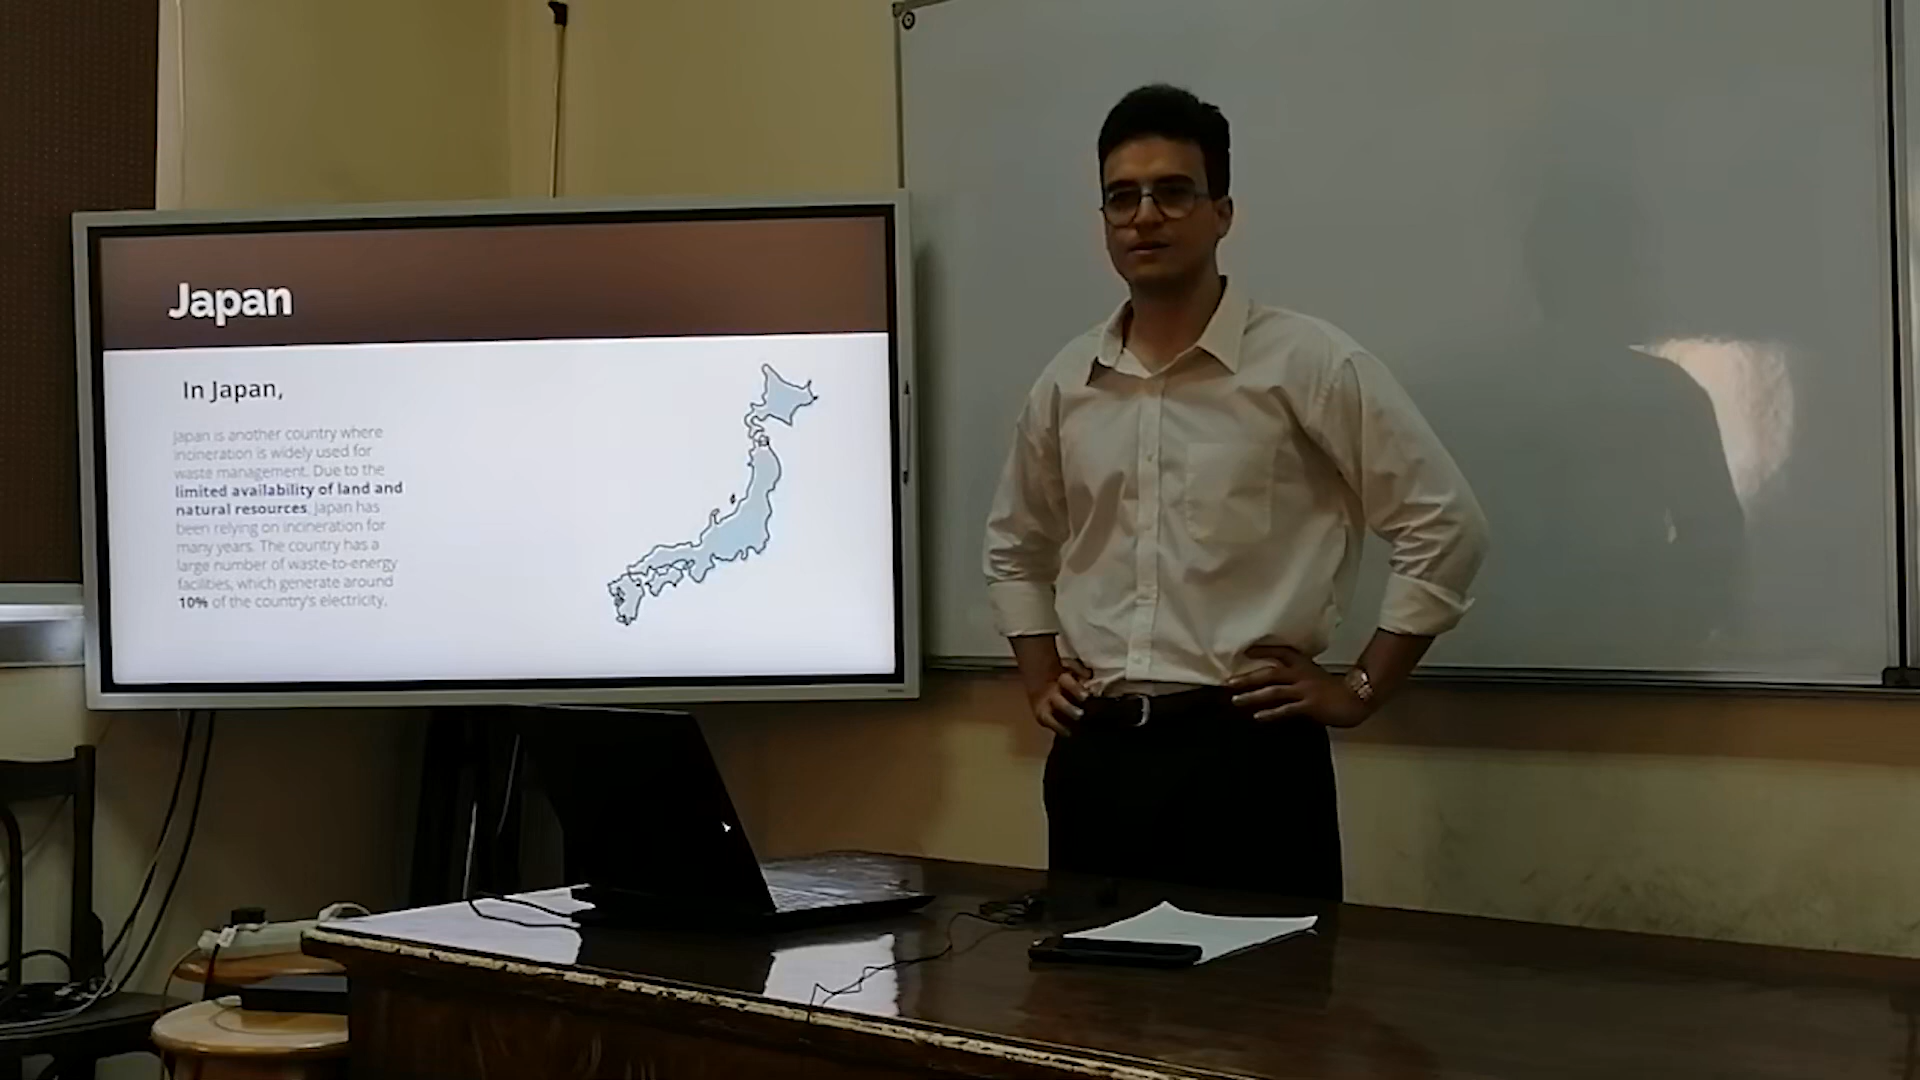 Japan
In Japan,
Japan is another country where
incineration is widely used for
waste management. Due to the
limited availability of land and
natural resources, Japan has
been relying on incineration for
many years. The country has a
large number of waste-to-energy
facilities, which generate around
10% of the country's electricity.